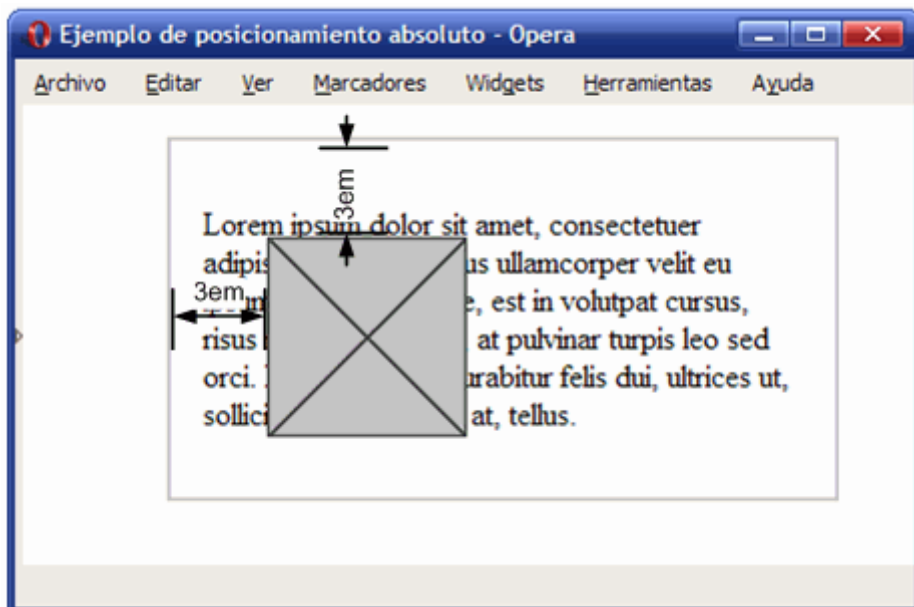 Ejemplo de posicionamiento absoluto - Opera
Archivo Editar Ver Marcadores Widgets Herramientas Ayuda
3em
Lorem ipsum dolor sit amet, consectetuer
adipis us ullamcorper velit eu
3em e, est in volutpat cursus,
risus at pulvinar turpis leo sed
orci. urabitur felis dui, ultrices ut,
sollici at, tellus.